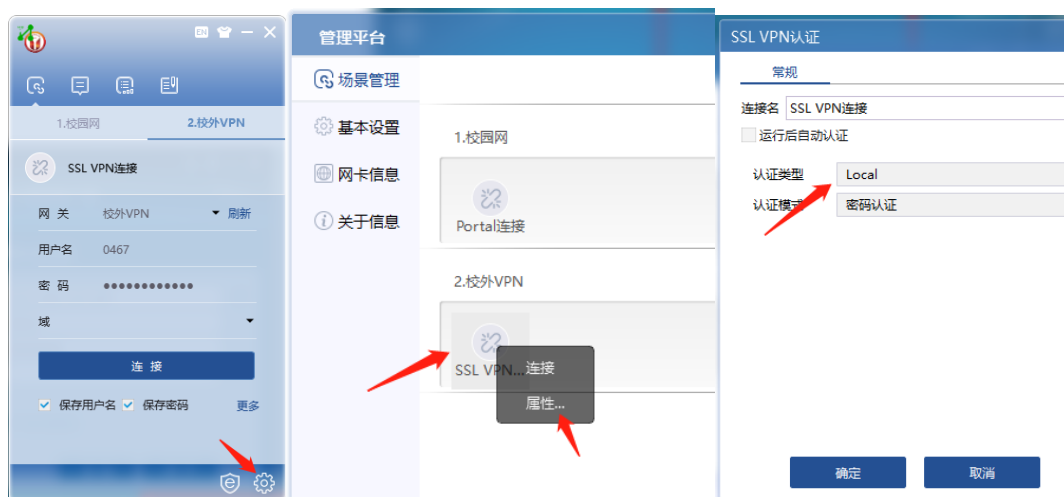 EN
1.校园网
2.校外VPN
SSL VPN连接
网 关 校外VPN 刷新
用户名 0467
密 码 ●●●●●●●●●●●●
域
连 接
保存用户名 保存密码 更多
管理平台
场景管理
基本设置
网卡信息
关于信息
1.校园网
Portal连接
2.校外VPN
SSL VPN...
连接
属性...
SSL VPN认证
常规
连接名 SSL VPN连接
运行后自动认证
认证类型 Local
认证模式 密码认证
确定
取消